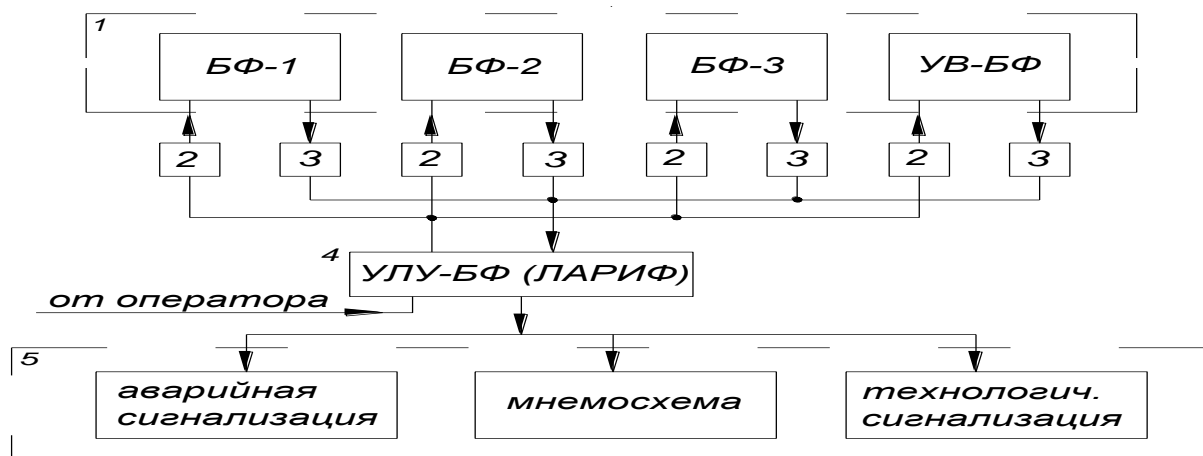 1
БФ-1 БФ-2 БФ-3 УВ-БФ
2 3 2 3 2 3 2 3
4
УЛУ-БФ (ЛАРИФ)
от оператора
5
аварийная
сигнализация
мнемосхема
технологич.
сигнализация